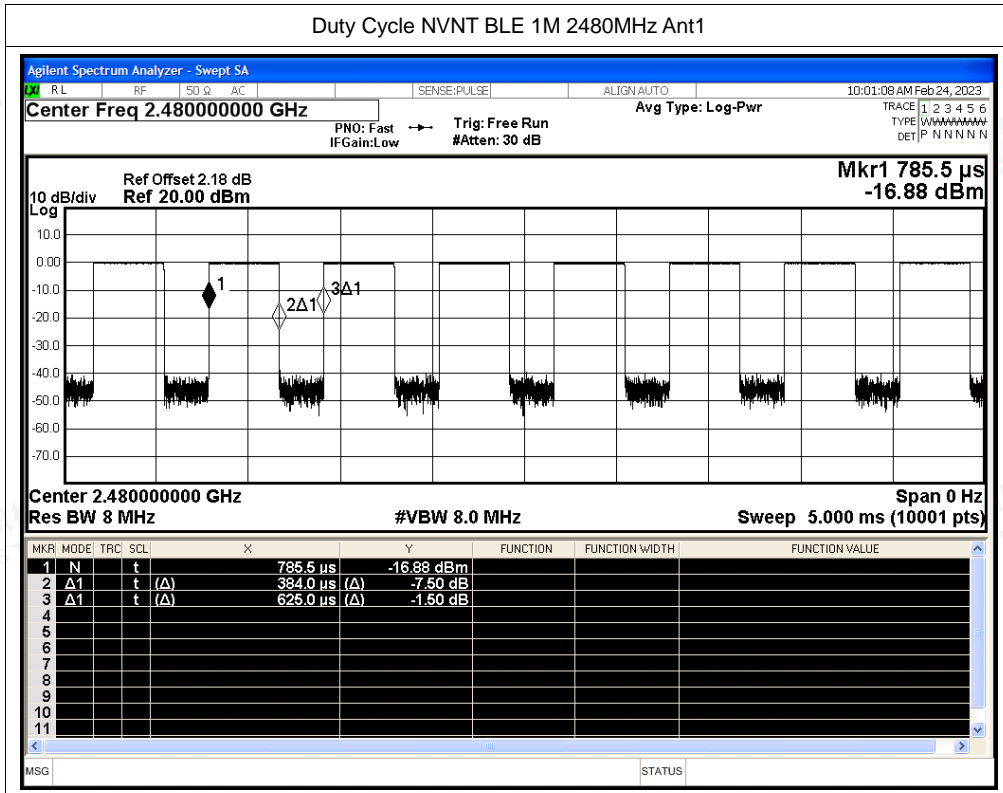 Duty Cycle NVNT BLE 1M 2480MHz Ant1
Agilent Spectrum Analyzer - Swept SA
LXI RL RF 50 Ω AC SENSE:PULSE ALIGN AUTO 10:01:08 AM Feb 24, 2023
Center Freq 2.480000000 GHz Avg Type: Log-Pwr TRACE 1 2 3 4 5 6
PNO: Fast Trig: Free Run TYPE WWWWWW
IFGain:Low #Atten: 30 dB DET P N N N N N
Mkr1 785.5 µs
Ref Offset 2.18 dB
10 dB/div Ref 20.00 dBm -16.88 dBm
Log
10.0
0.00
-10.0
1
3Δ1
2Δ1
-20.0
-30.0
-40.0
-50.0
-60.0
-70.0
Center 2.480000000 GHz Span 0 Hz
Res BW 8 MHz #VBW 8.0 MHz Sweep 5.000 ms (10001 pts)
MKR MODE TRC SCL X Y FUNCTION FUNCTION WIDTH FUNCTION VALUE
1 N t 785.5 µs -16.88 dBm
2 Δ1 t (Δ) 384.0 µs (Δ) -7.50 dB
3 Δ1 t (Δ) 625.0 µs (Δ) -1.50 dB
4
5
6
7
8
9
10
11
MSG STATUS